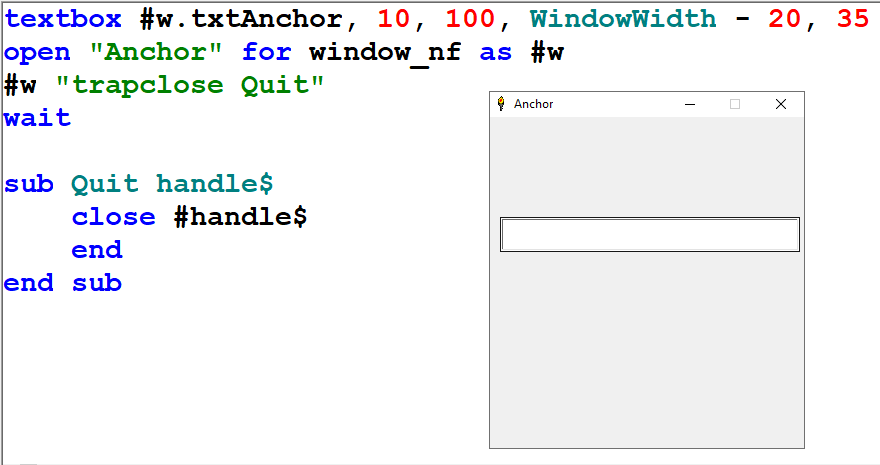 textbox #w.txtAnchor, 10, 100, WindowWidth - 20, 35
open "Anchor" for window_nf as #w
#w "trapclose Quit"
wait
sub Quit handle$
close #handle$
end
end sub
Anchor